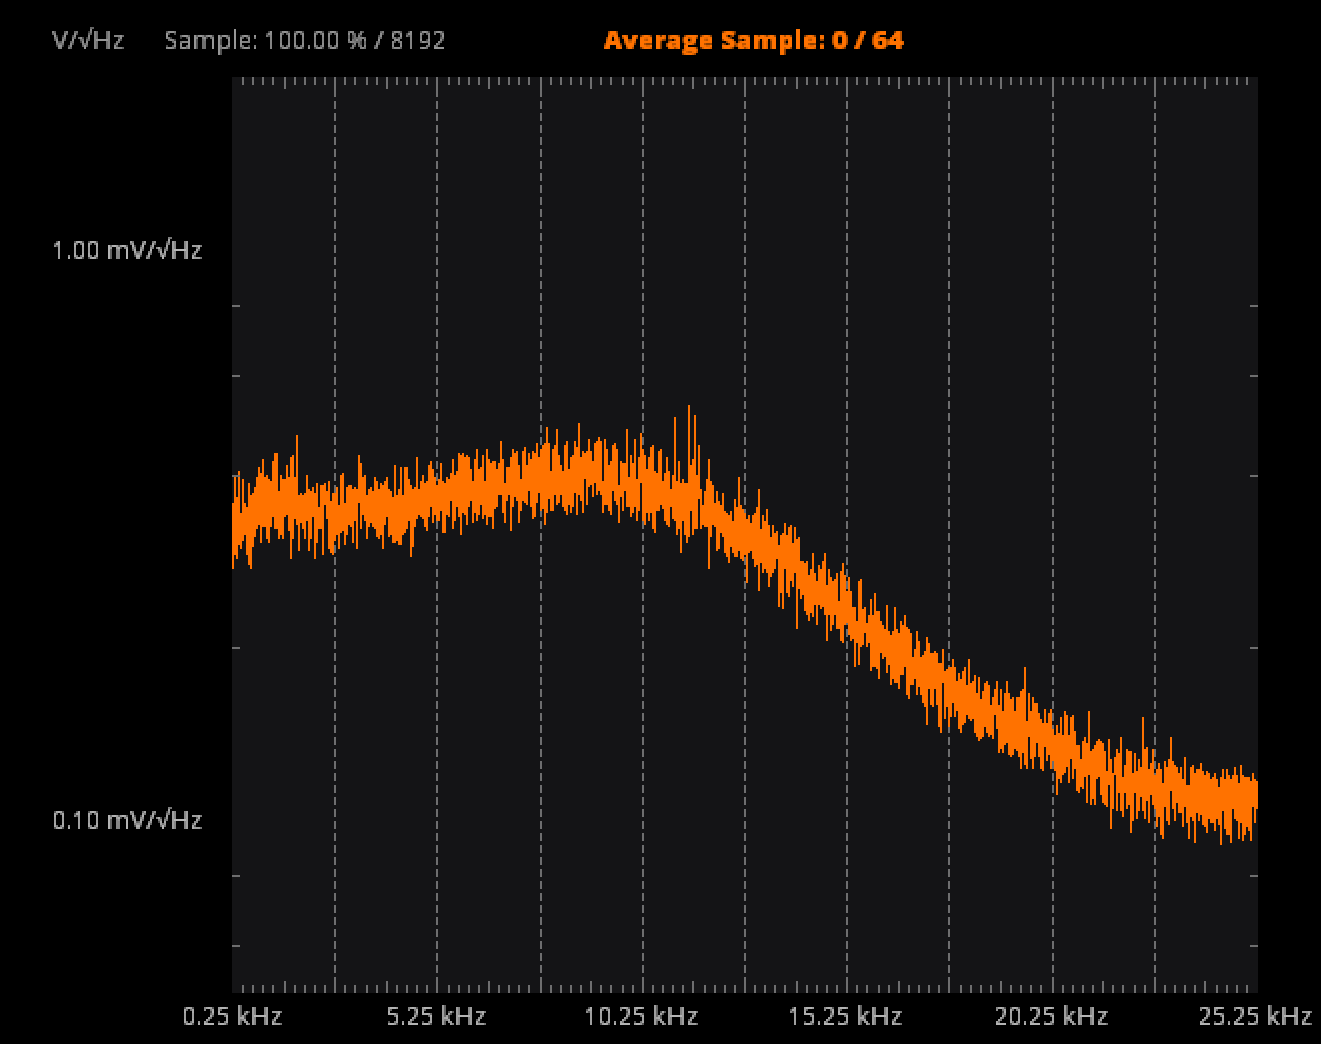 V/√Hz Sample: 100.00 % / 8192 Average Sample: 0 / 64
1.00 mV/√Hz
0.10 mV/√Hz
0.25 kHz 5.25 kHz 10.25 kHz 15.25 kHz 20.25 kHz 25.25 kHz